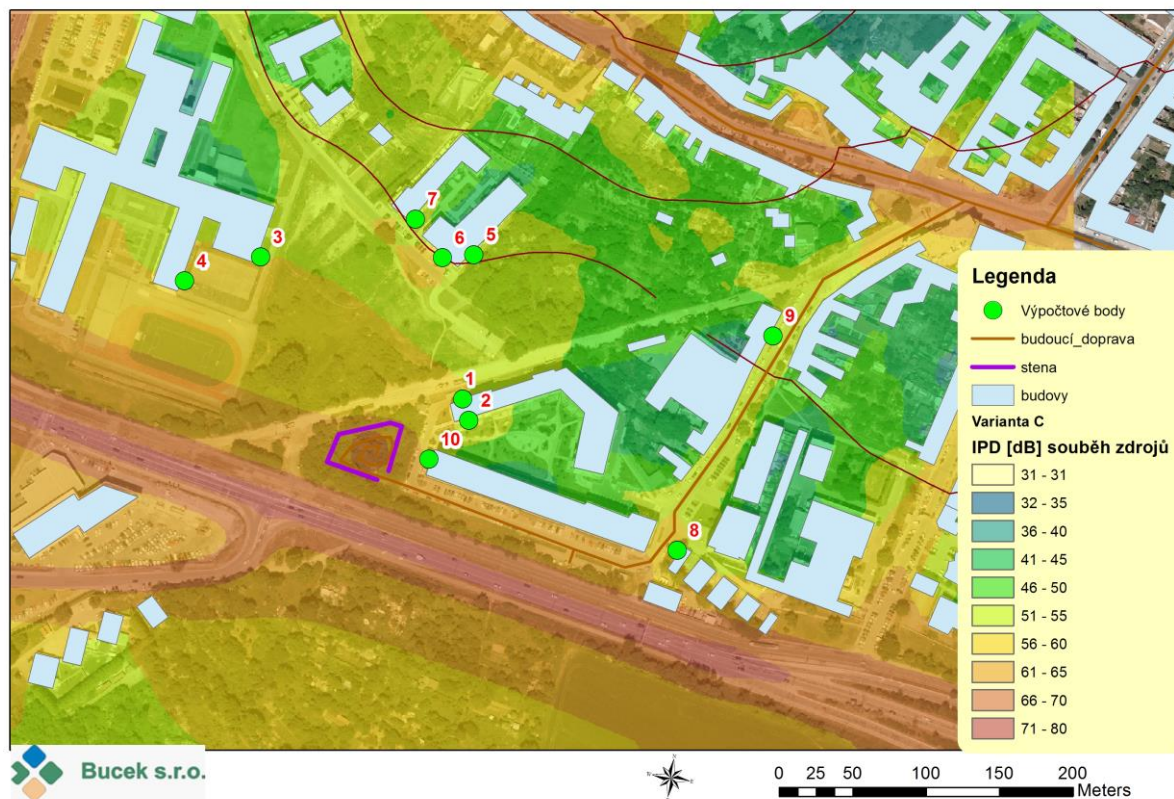 7
3
6
5
4
9
1
2
10
8
Legenda
Výpočtové body
budoucí_doprava
stena
budovy
Varianta C
IPD [dB] souběh zdrojů
31 - 31
32 - 35
36 - 40
41 - 45
46 - 50
51 - 55
56 - 60
61 - 65
66 - 70
71 - 80
Bucek s.r.o.
0 25 50 100 150 200
Meters